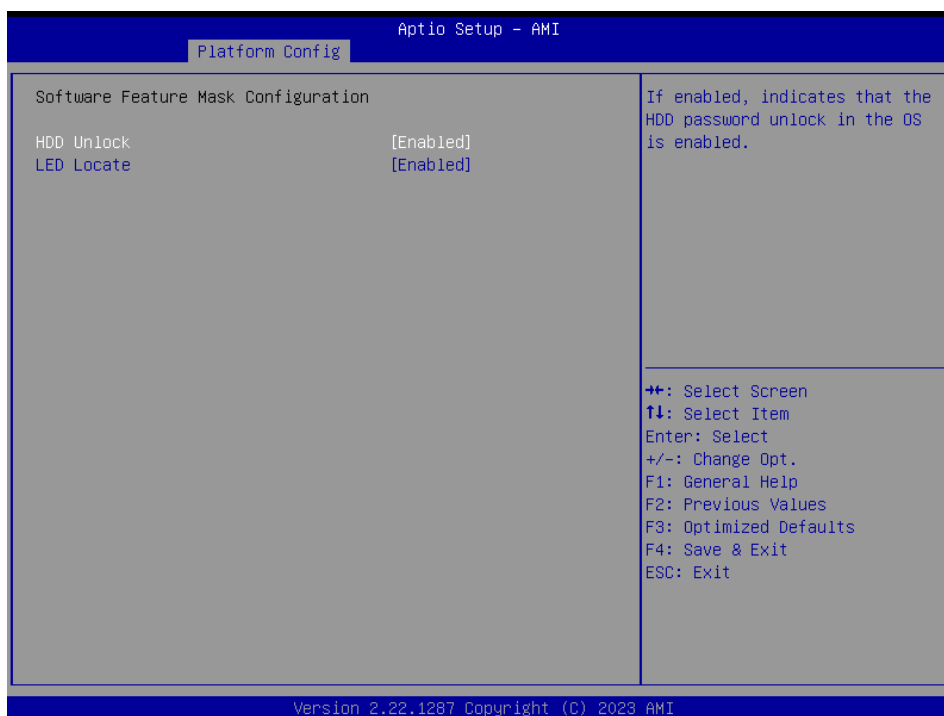 Aptio Setup – AMI
Platform Config
Software Feature Mask Configuration
HDD Unlock [Enabled]
LED Locate [Enabled]
If enabled, indicates that the
HDD password unlock in the OS
is enabled.
→←: Select Screen
↑↓: Select Item
Enter: Select
+/-: Change Opt.
F1: General Help
F2: Previous Values
F3: Optimized Defaults
F4: Save & Exit
ESC: Exit
Version 2.22.1287 Copyright (C) 2023 AMI